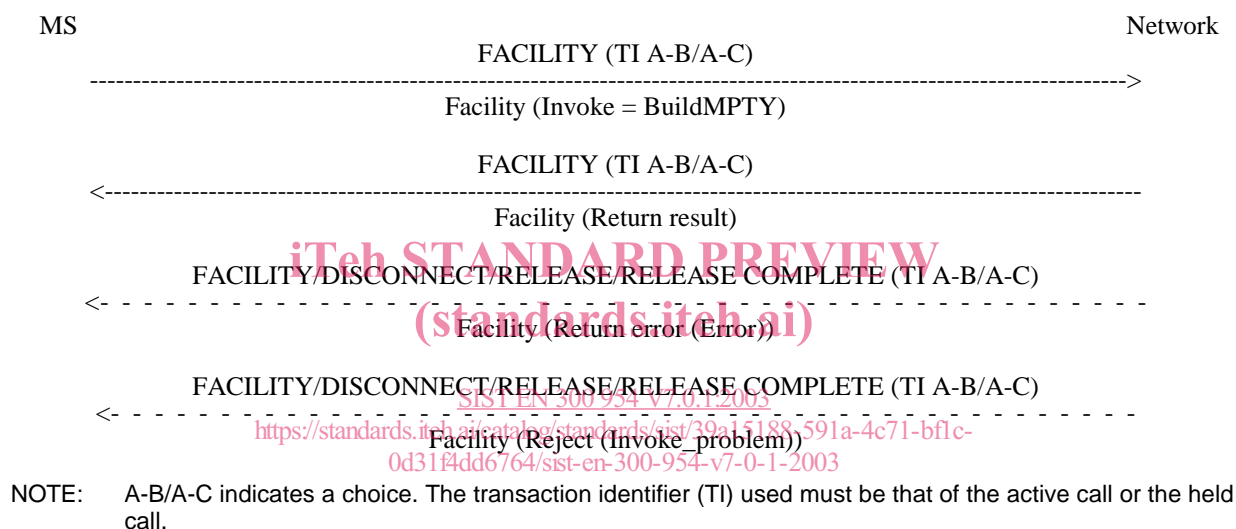 MS Network
FACILITY (TI A-B/A-C)
------------------------------------------------------------------------------------------------------------------------>
Facility (Invoke = BuildMPTY)
FACILITY (TI A-B/A-C)
<------------------------------------------------------------------------------------------------------------------------
Facility (Return result)
iTeh STANDARD PREVIEW
FACILITY/DISCONNECT/RELEASE/RELEASE COMPLETE (TI A-B/A-C)
<- - - - - - - - - - - - - - - - - - - - - - - - - - - - - - - - - - - - - - - - - - - - - - - - - - - - - - - -
(standards.iteh.ai)
Facility (Return error (Error))
FACILITY/DISCONNECT/RELEASE/RELEASE COMPLETE (TI A-B/A-C)
SIST EN 300 954 V7.0.1:2003
<- - - - - - - - - - - - - - - - - - - - - - - - - - - - - - - - - - - - - - - - - - - - - - - - - - - - - - -
https://standards.iteh.ai/catalog/standards/sist/39a15188-591a-4c71-bf1c-
Facility (Reject (Invoke_problem))
0d31f4dd6764/sist-en-300-954-v7-0-1-2003
NOTE: A-B/A-C indicates a choice. The transaction identifier (TI) used must be that of the active call or the held
call.